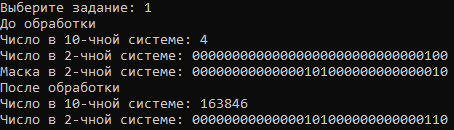 Выберите задание: 1
До обработки
Число в 10-чной системе: 4
Число в 2-чной системе: 00000000000000000000000000000100
Маска в 2-чной системе: 00000000000000101000000000000010
После обработки
Число в 10-чной системе: 163846
Число в 2-чной системе: 00000000000000101000000000000110